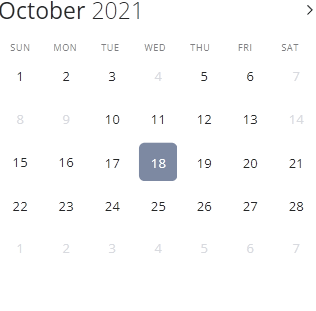 October 2021 >
SUN MON TUE WED THU FRI SAT
1 2 3 4 5 6 7
8 9 10 11 12 13 14
15 16 17 18 19 20 21
22 23 24 25 26 27 28
1 2 3 4 5 6 7